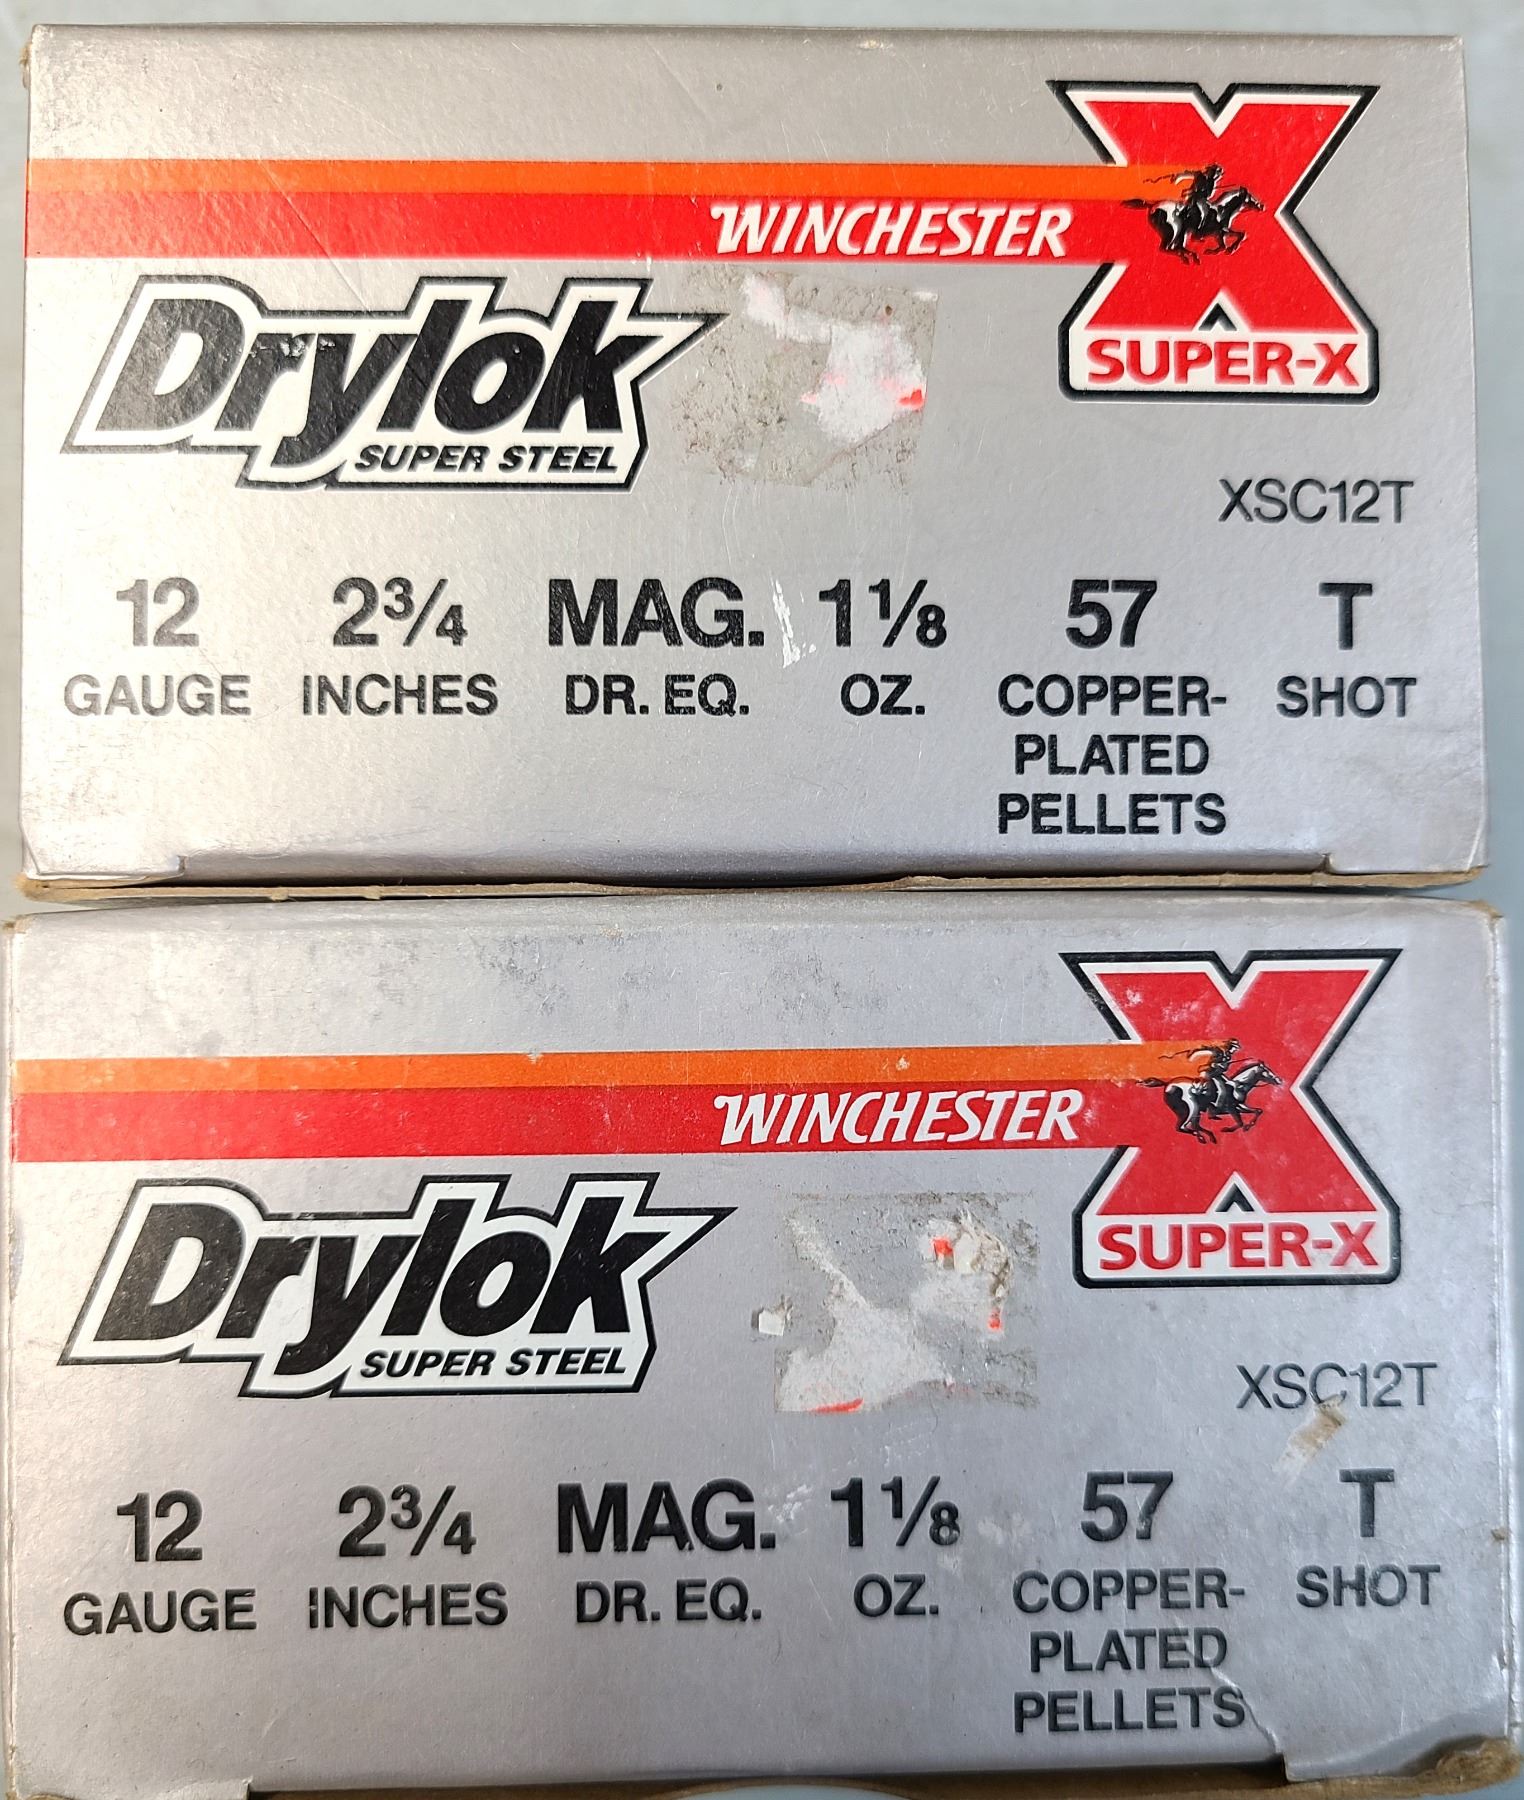 WINCHESTER
Drylok
SUPER STEEL
X
SUPER-X
XSC12T
12 2¾ MAG. 1⅛ 57 T
GAUGE INCHES DR. EQ. OZ. COPPER- SHOT
PLATED
PELLETS
WINCHESTER
Drylok
SUPER STEEL
X
SUPER-X
XSC12T
12 2¾ MAG. 1⅛ 57 T
GAUGE INCHES DR. EQ. OZ. COPPER- SHOT
PLATED
PELLETS